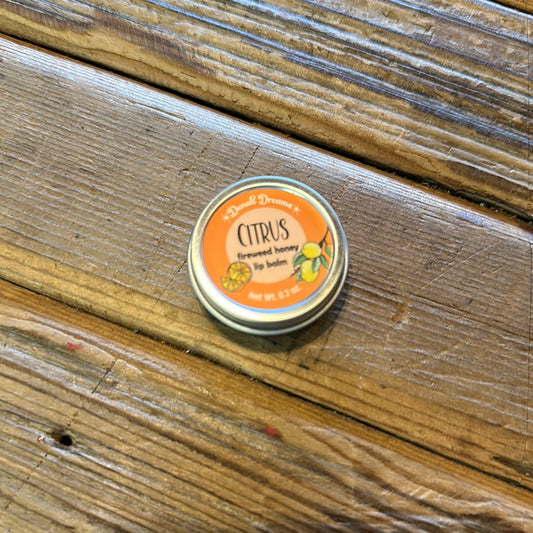 Denali Dreams
CITRUS
fireweed honey
lip balm
Net Wt. 0.3 oz.